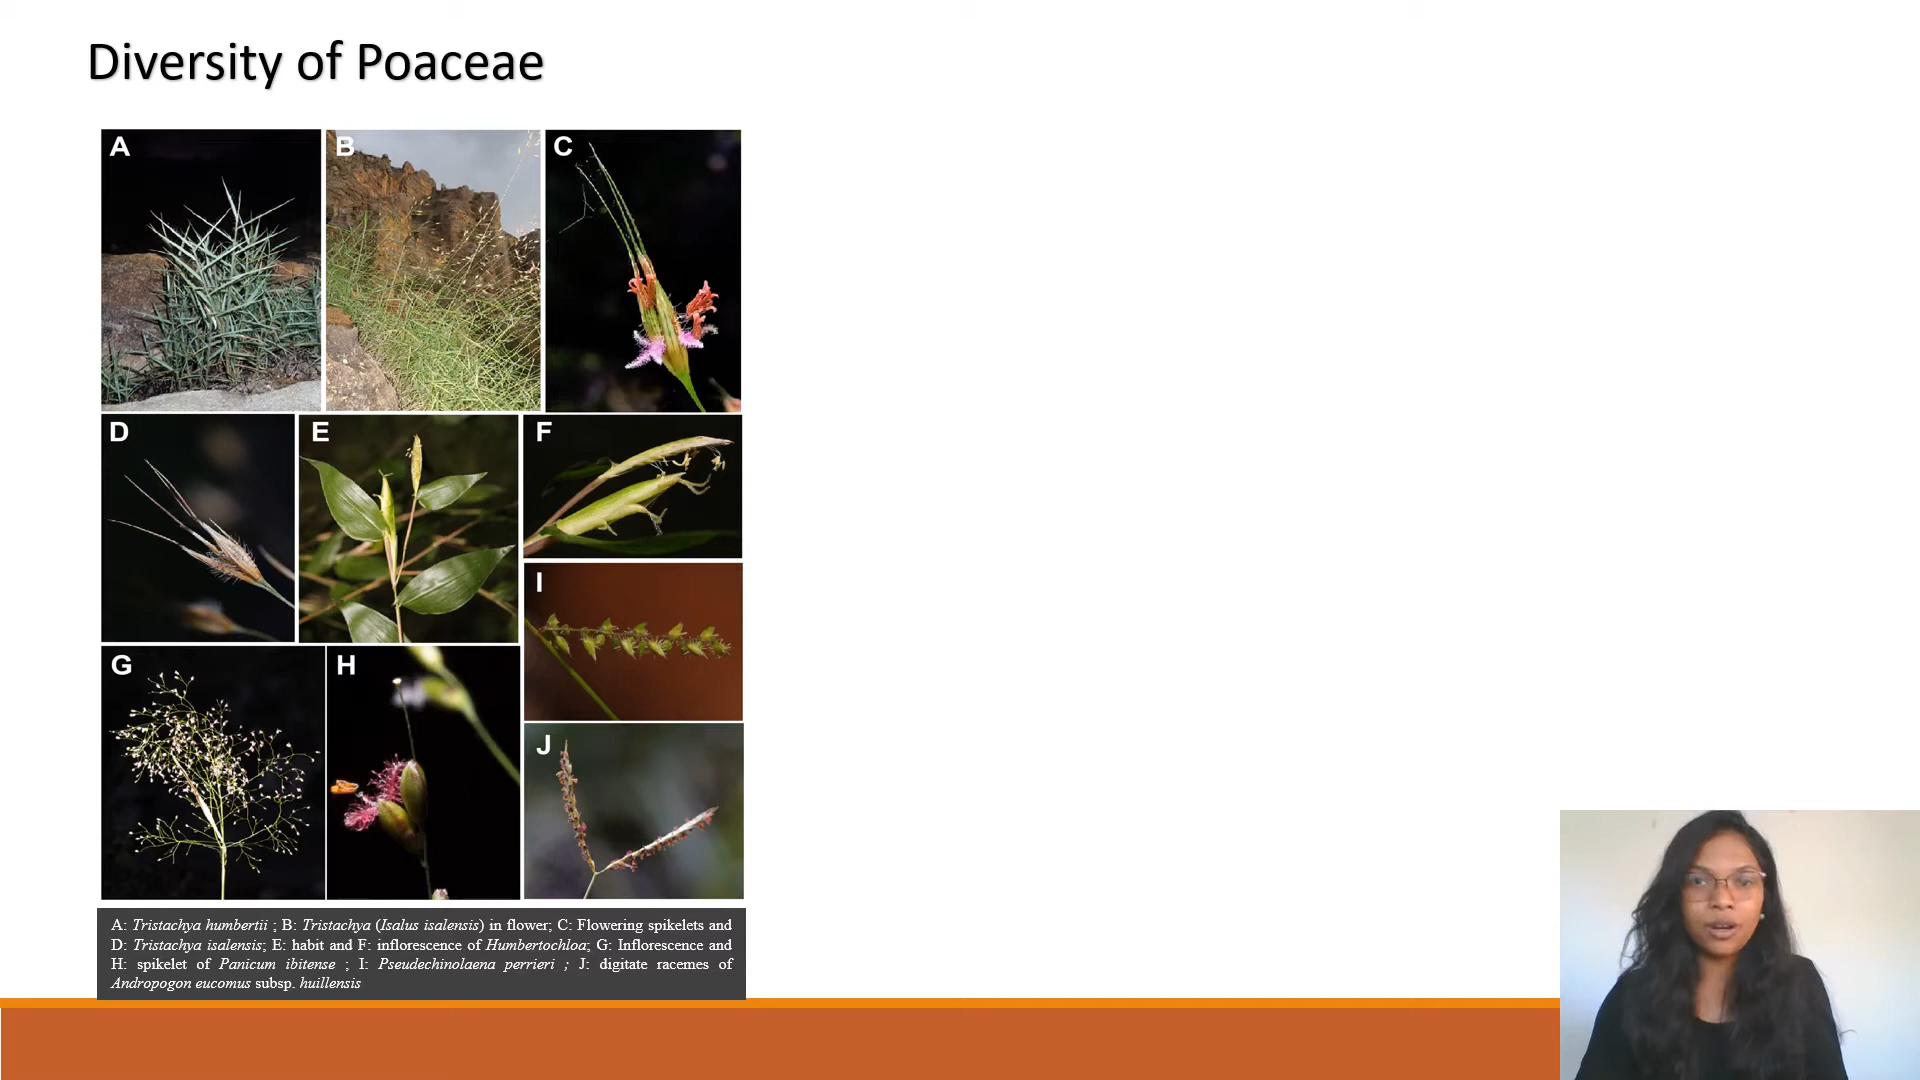 Diversity of Poaceae
A
B
C
D
E
F
I
G
H
J
A: Tristachya humbertii ; B: Tristachya (Isalus isalensis) in flower; C: Flowering spikelets and
D: Tristachya isalensis; E: habit and F: inflorescence of Humbertochloa; G: Inflorescence and
H: spikelet of Panicum ibitense ; I: Pseudechinolaena perrieri ; J: digitate racemes of
Andropogon eucomus subsp. huillensis